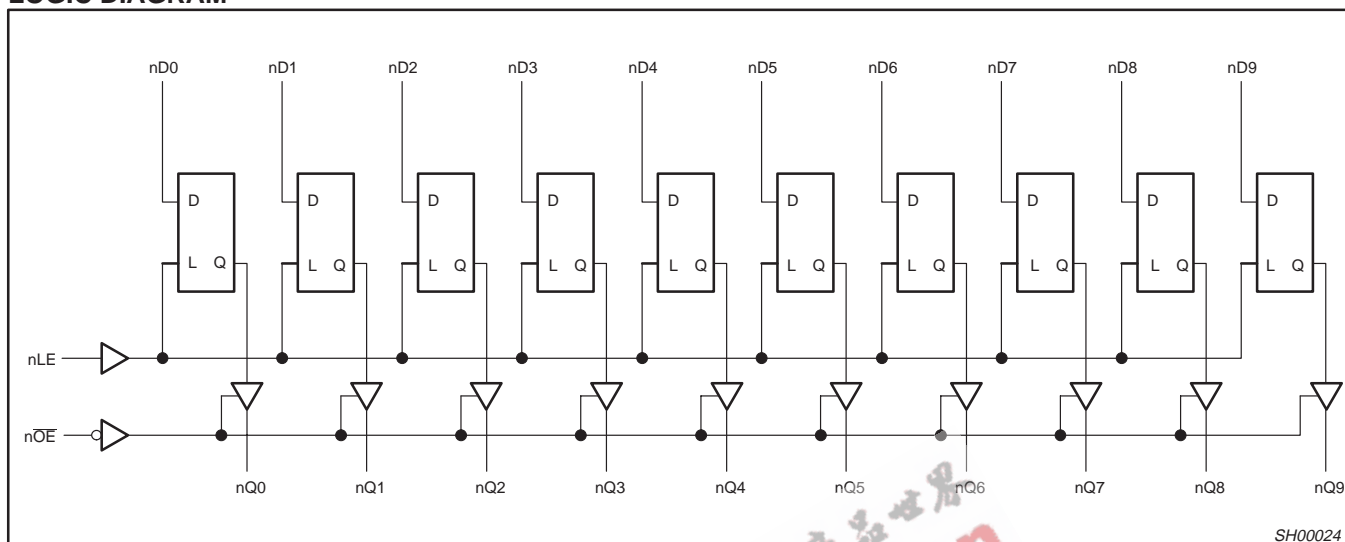 LOGIC DIAGRAM
nD0 nD1 nD2 nD3 nD4 nD5 nD6 nD7 nD8 nD9
D D D D D D D D D D
L Q L Q L Q L Q L Q L Q L Q L Q L Q L Q
nLE
nO̅E̅
nQ0 nQ1 nQ2 nQ3 nQ4 nQ5 nQ6 nQ7 nQ8 nQ9
SH00024